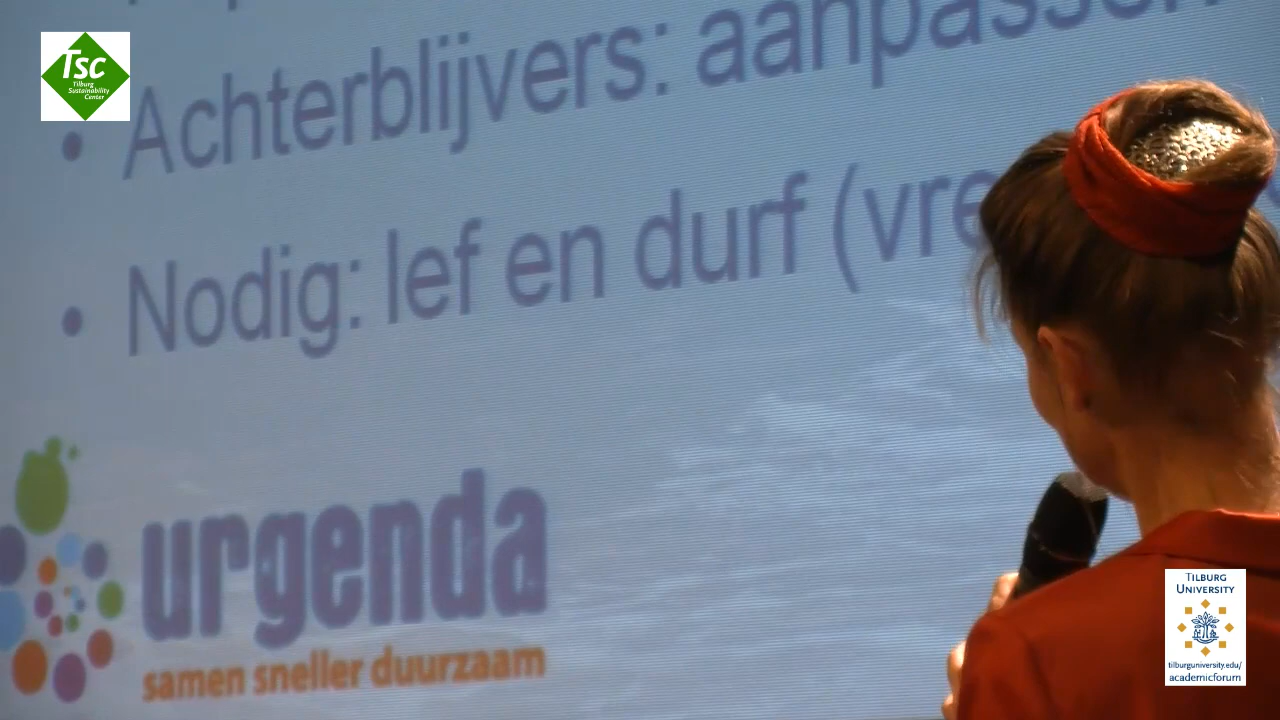 Tsc
Tilburg
Sustainability
Center
• Achterblijvers: aanpassen
• Nodig: lef en durf (vre
urgenda
samen sneller duurzaam
TILBURG
UNIVERSITY
tilburguniversity.edu/
academicforum